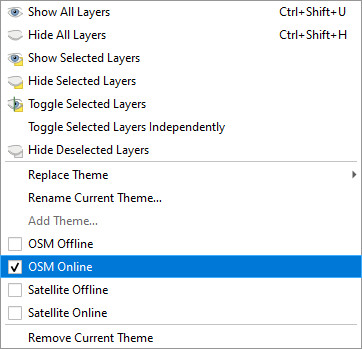 Show All Layers Ctrl+Shift+U
Hide All Layers Ctrl+Shift+H
Show Selected Layers
Hide Selected Layers
Toggle Selected Layers
Toggle Selected Layers Independently
Hide Deselected Layers
Replace Theme
Rename Current Theme...
Add Theme...
OSM Offline
OSM Online
Satellite Offline
Satellite Online
Remove Current Theme